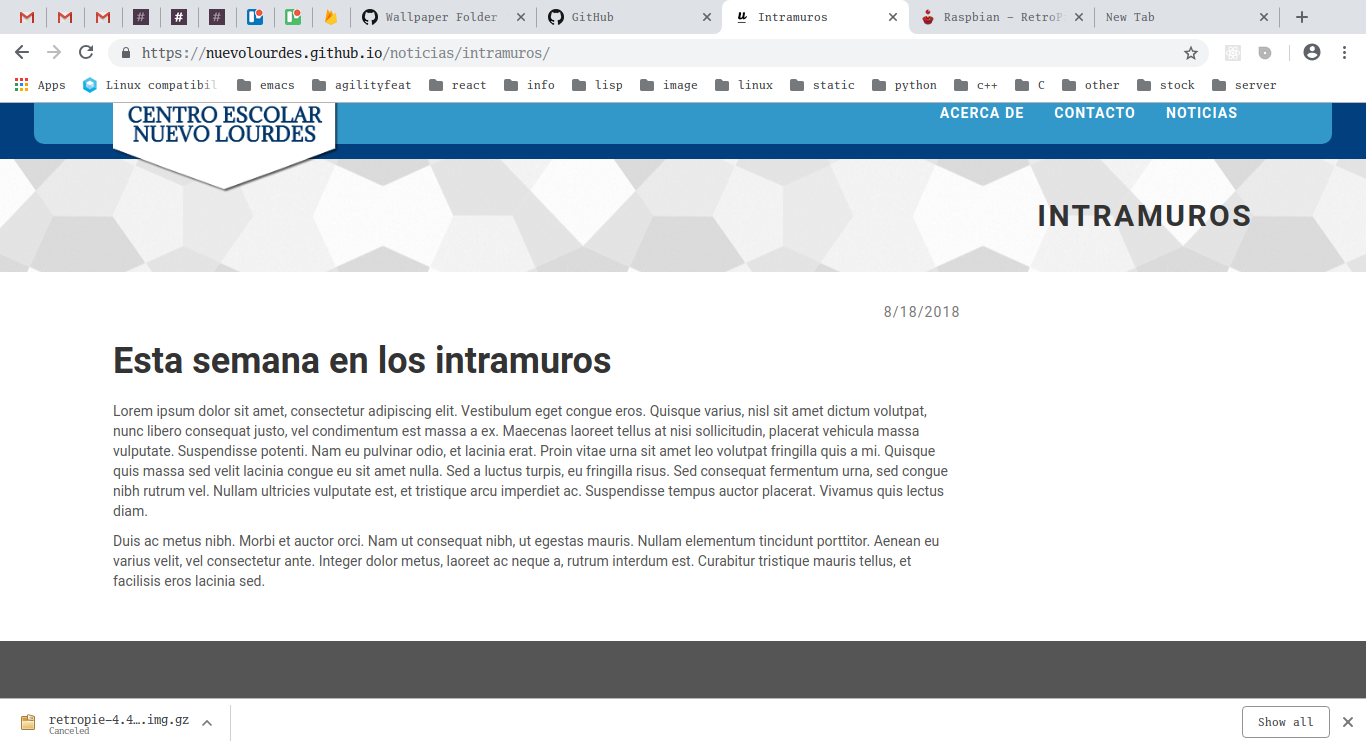 Wallpaper Folder
GitHub
Intramuros
Raspbian - RetroP
New Tab
https://nuevolourdes.github.io/noticias/intramuros/
Apps
Linux compatibil
emacs
agilityfeat
react
info
lisp
image
linux
static
python
c++
C
other
stock
server
CENTRO ESCOLAR
NUEVO LOURDES
ACERCA DE
CONTACTO
NOTICIAS
INTRAMUROS
8/18/2018
Esta semana en los intramuros
Lorem ipsum dolor sit amet, consectetur adipiscing elit. Vestibulum eget congue eros. Quisque varius, nisl sit amet dictum volutpat,
nunc libero consequat justo, vel condimentum est massa a ex. Maecenas laoreet tellus at nisi sollicitudin, placerat vehicula massa
vulputate. Suspendisse potenti. Nam eu pulvinar odio, et lacinia erat. Proin vitae urna sit amet leo volutpat fringilla quis a mi. Quisque
quis massa sed velit lacinia congue eu sit amet nulla. Sed a luctus turpis, eu fringilla risus. Sed consequat fermentum urna, sed congue
nibh rutrum vel. Nullam ultricies vulputate est, et tristique arcu imperdiet ac. Suspendisse tempus auctor placerat. Vivamus quis lectus
diam.
Duis ac metus nibh. Morbi et auctor orci. Nam ut consequat nibh, ut egestas mauris. Nullam elementum tincidunt porttitor. Aenean eu
varius velit, vel consectetur ante. Integer dolor metus, laoreet ac neque a, rutrum interdum est. Curabitur tristique mauris tellus, et
facilisis eros lacinia sed.
retropie-4.4….img.gz
Canceled
Show all